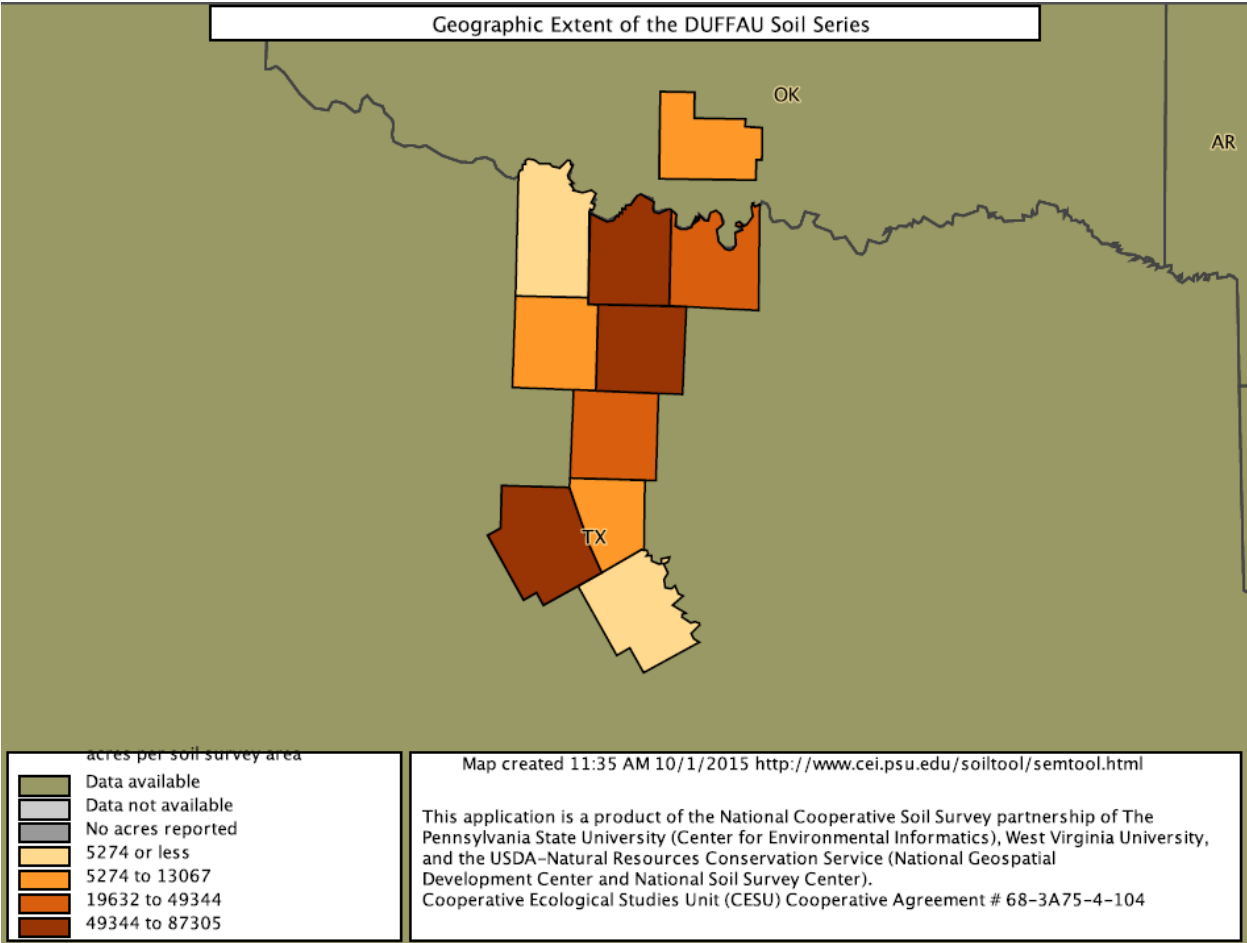 Geographic Extent of the DUFFAU Soil Series
OK
AR
TX
acres per soil survey area
Data available
Data not available
No acres reported
5274 or less
5274 to 13067
19632 to 49344
49344 to 87305
Map created 11:35 AM 10/1/2015 http://www.cei.psu.edu/soiltool/semtool.html
This application is a product of the National Cooperative Soil Survey partnership of The
Pennsylvania State University (Center for Environmental Informatics), West Virginia University,
and the USDA-Natural Resources Conservation Service (National Geospatial
Development Center and National Soil Survey Center).
Cooperative Ecological Studies Unit (CESU) Cooperative Agreement # 68-3A75-4-104